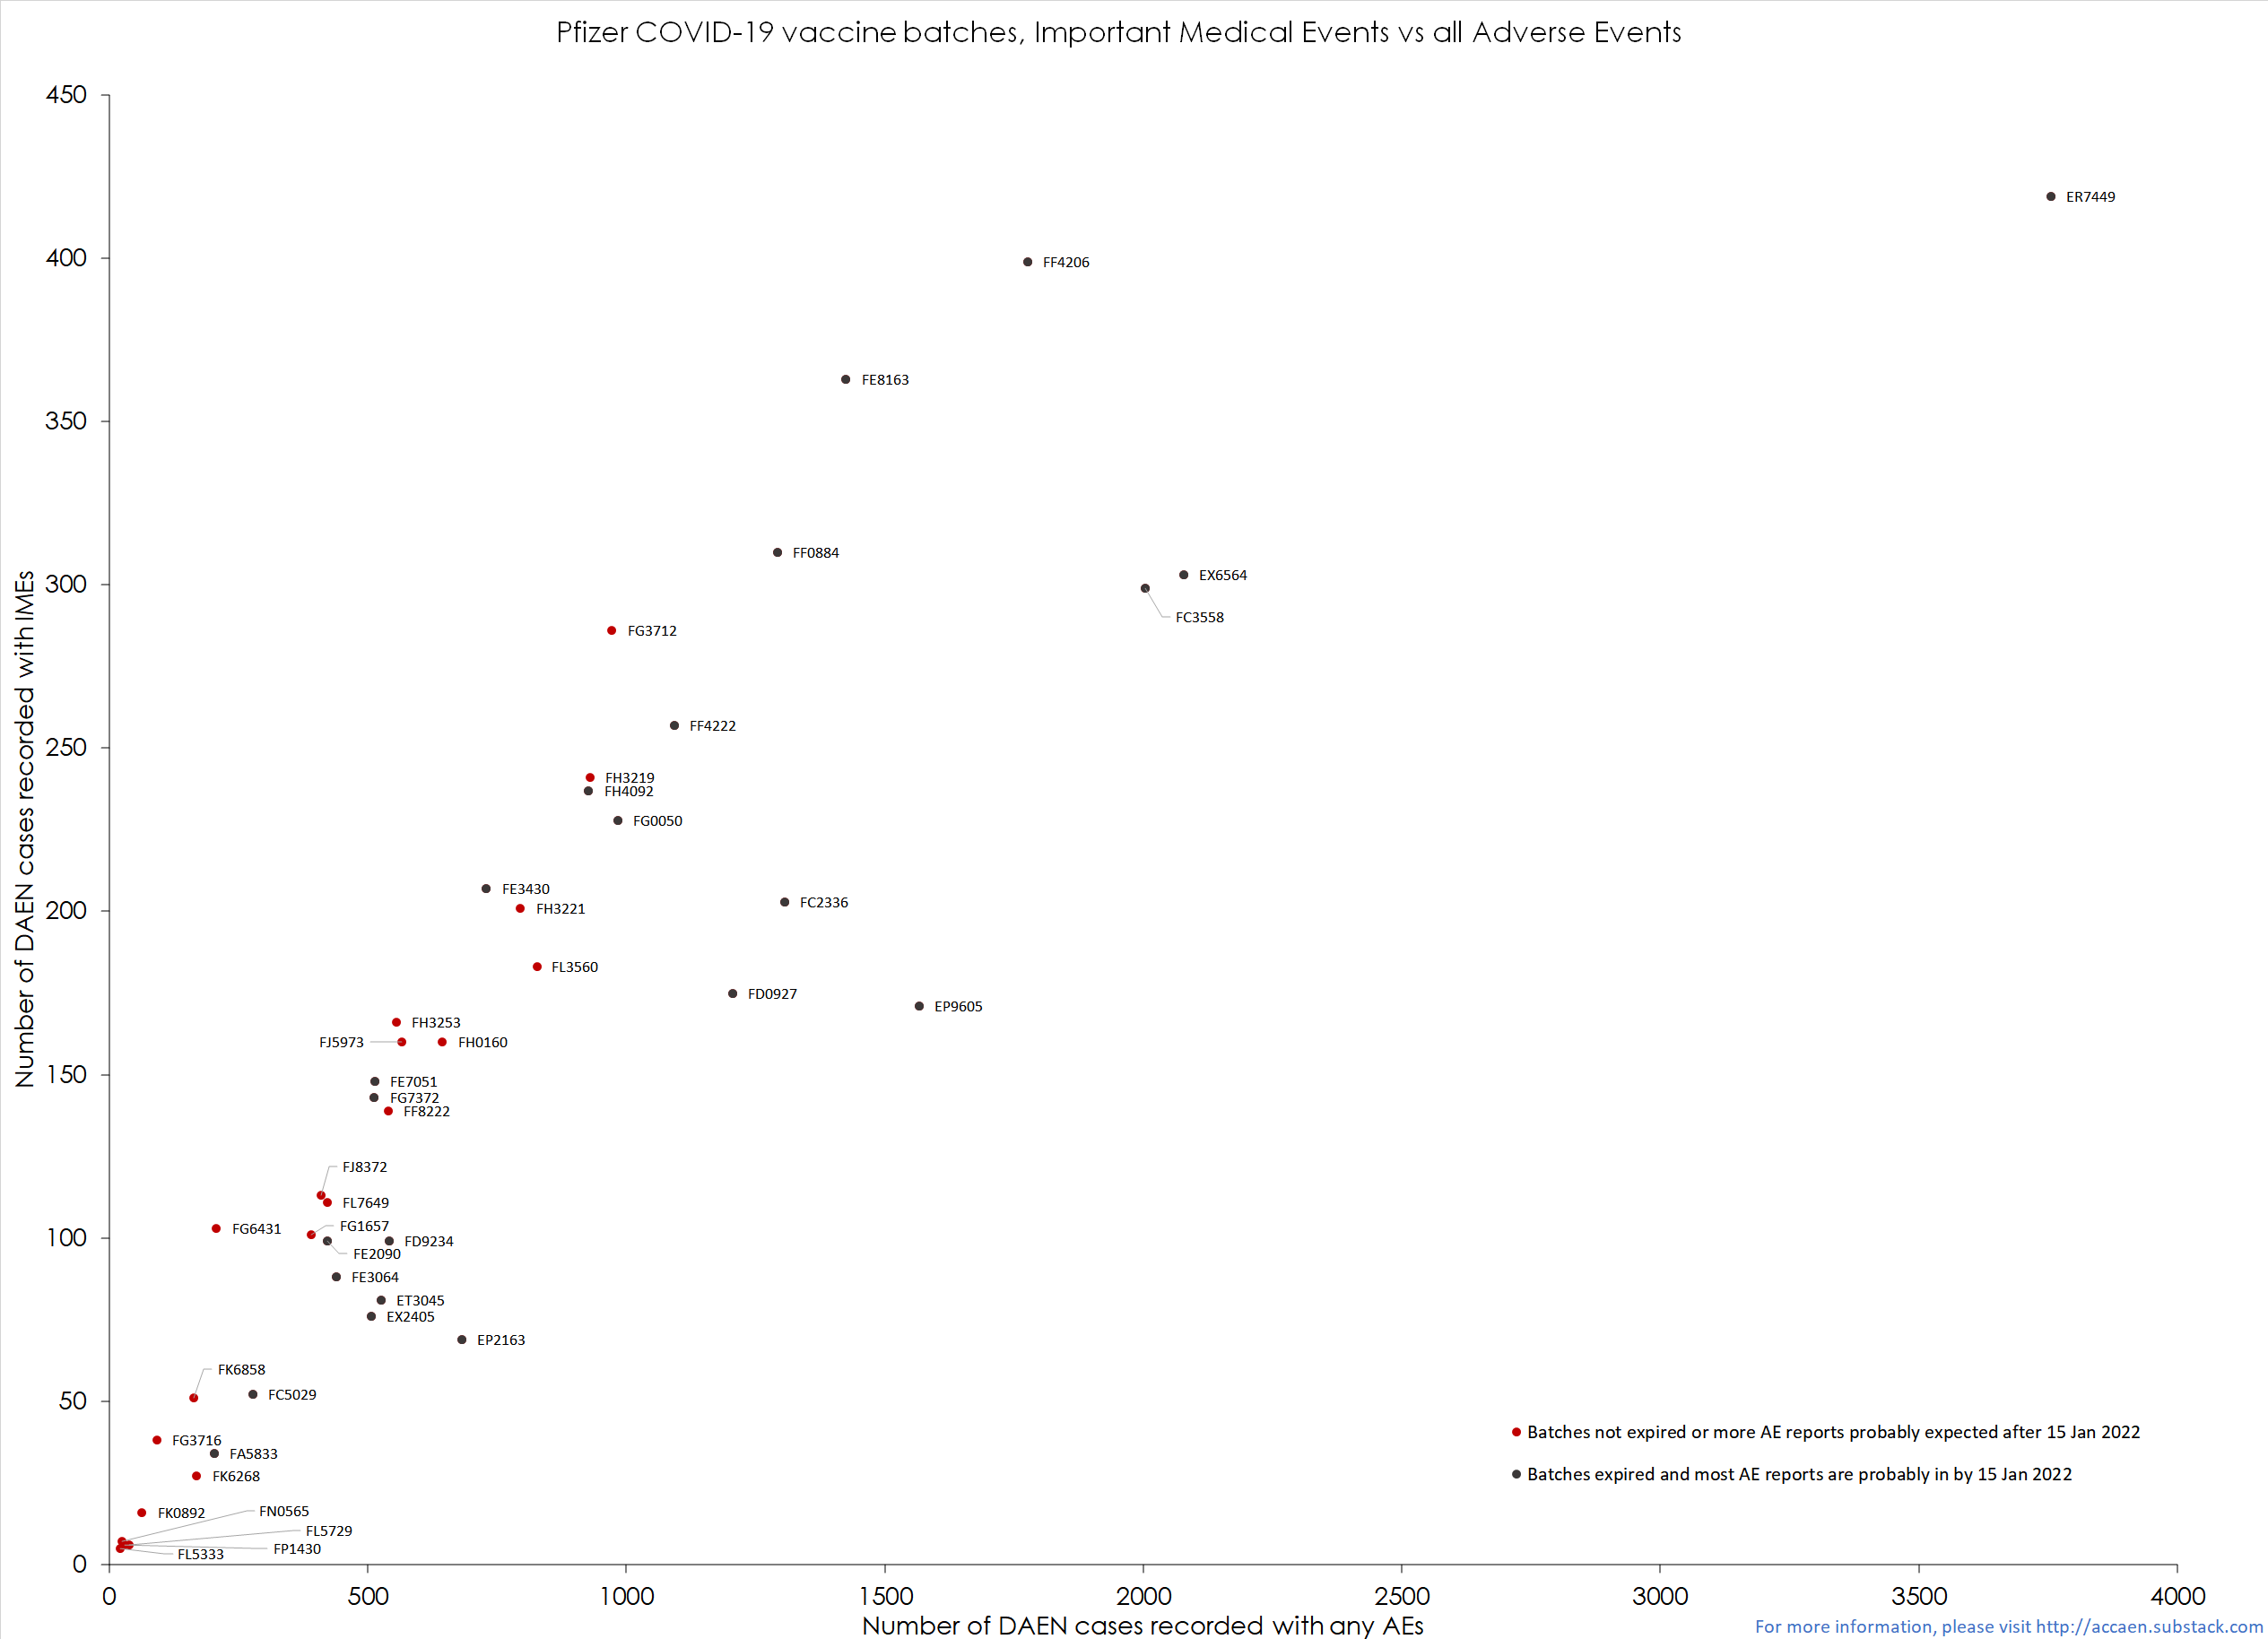 Pfizer COVID-19 vaccine batches, Important Medical Events vs all Adverse Events
450
400
350
300
250
200
150
100
50
0
Number of DAEN cases recorded with IMEs
ER7449
FF4206
FE8163
FF0884
EX6564
FC3558
FG3712
FF4222
FH3219
FH4092
FG0050
FE3430
FC2336
FH3221
FL3560
FD0927
EP9605
FH3253
FJ5973
FH0160
FE7051
FG7372
FF8222
FJ8372
FL7649
FG6431
FG1657
FD9234
FE2090
FE3064
ET3045
EX2405
EP2163
FK6858
FC5029
FG3716
FA5833
FK6268
FK0892
FN0565
FL5729
FP1430
FL5333
Batches not expired or more AE reports probably expected after 15 Jan 2022
Batches expired and most AE reports are probably in by 15 Jan 2022
0 500 1000 1500 2000 2500 3000 3500 4000
Number of DAEN cases recorded with any AEs
For more information, please visit http://accaen.substack.com